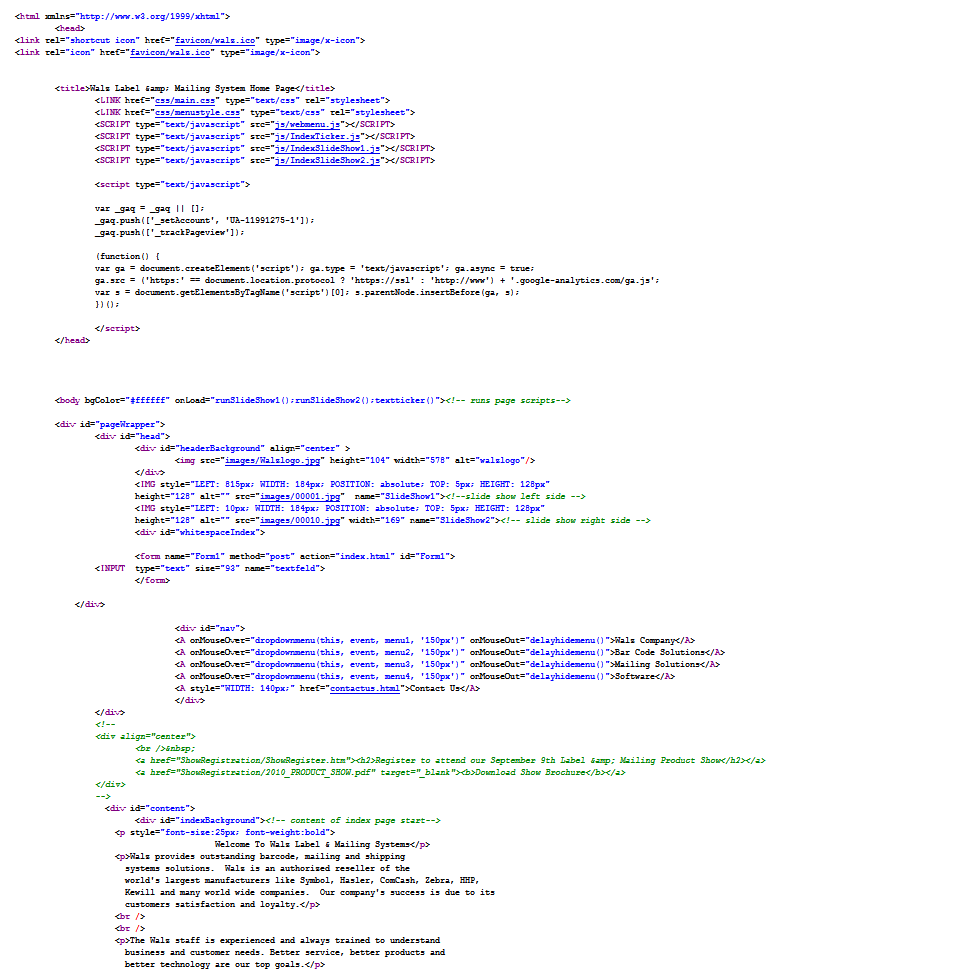 <html xmlns="http://www.w3.org/1999/xhtml">
<head>
<link rel="shortcut icon" href="favicon/walz.ico" type="image/x-icon">
<link rel="icon" href="favicon/walz.ico" type="image/x-icon">
<title>Walz Label &amp; Mailing System Home Page</title>
<LINK href="css/main.css" type="text/css" rel="stylesheet">
<LINK href="css/menustyle.css" type="text/css" rel="stylesheet">
<SCRIPT type="text/javascript" src="js/webmenu.js"></SCRIPT>
<SCRIPT type="text/javascript" src="js/IndexTicker.js"></SCRIPT>
<SCRIPT type="text/javascript" src="js/IndexSlideShow1.js"></SCRIPT>
<SCRIPT type="text/javascript" src="js/IndexSlideShow2.js"></SCRIPT>
<script type="text/javascript">
var _gaq = _gaq || [];
_gaq.push(['_setAccount', 'UA-11991275-1']);
_gaq.push(['_trackPageview']);
(function() {
var ga = document.createElement('script'); ga.type = 'text/javascript'; ga.async = true;
ga.src = ('https:' == document.location.protocol ? 'https://ssl' : 'http://www') + '.google-analytics.com/ga.js';
var s = document.getElementsByTagName('script')[0]; s.parentNode.insertBefore(ga, s);
})();
</script>
</head>
<body bgColor="#ffffff" onLoad="runSlideShow1();runSlideShow2();textticker()"><!-- runs page scripts-->
<div id="pageWrapper">
<div id="head">
<div id="headerBackground" align="center" >
<img src="images/Walzlogo.jpg" height="104" width="578" alt="walzlogo"/>
</div>
<IMG style="LEFT: 815px; WIDTH: 184px; POSITION: absolute; TOP: 5px; HEIGHT: 128px"
height="128" alt="" src="images/00001.jpg"  name="SlideShow1"><!--slide show left side -->
<IMG style="LEFT: 10px; WIDTH: 184px; POSITION: absolute; TOP: 5px; HEIGHT: 128px"
height="128" alt="" src="images/00010.jpg" width="169" name="SlideShow2"><!-- slide show right side -->
<div id="whitespaceIndex">
<form name="Form1" method="post" action="index.html" id="Form1">
<INPUT  type="text" size="93" name="textfeld">
</form>
</div>
<div id="nav">
<A onMouseOver="dropdownmenu(this, event, menu1, '150px')" onMouseOut="delayhidemenu()">Walz Company</A>
<A onMouseOver="dropdownmenu(this, event, menu2, '150px')" onMouseOut="delayhidemenu()">Bar Code Solutions</A>
<A onMouseOver="dropdownmenu(this, event, menu3, '150px')" onMouseOut="delayhidemenu()">Mailing Solutions</A>
<A onMouseOver="dropdownmenu(this, event, menu4, '150px')" onMouseOut="delayhidemenu()">Software</A>
<A style="WIDTH: 140px;" href="contactus.html">Contact Us</A>
</div>
</div>
<!--
<div align="center">
<br />&nbsp;
<a href="ShowRegistration/ShowRegister.htm"><h2>Register to attend our September 9th Label &amp; Mailing Product Show</h2></a>
<a href="ShowRegistration/2010_PRODUCT_SHOW.pdf" target="_blank"><b>Download Show Brochure</b></a>
</div>
-->
<div id="content">
<div id="indexBackground"><!-- content of index page start-->
<p style="font-size:25px; font-weight:bold">
Welcome To Walz Label & Mailing Systems</p>
<p>Walz provides outstanding barcode, mailing and shipping
systems solutions.  Walz is an authorized reseller of the
world's largest manufacturers like Symbol, Hasler, ComCash, Zebra, HHP,
Kewill and many world wide companies.  Our company's success is due to its
customers satisfaction and loyalty.</p>
<br />
<br />
<p>The Walz staff is experienced and always trained to understand
business and customer needs. Better service, better products and
better technology are our top goals.</p>